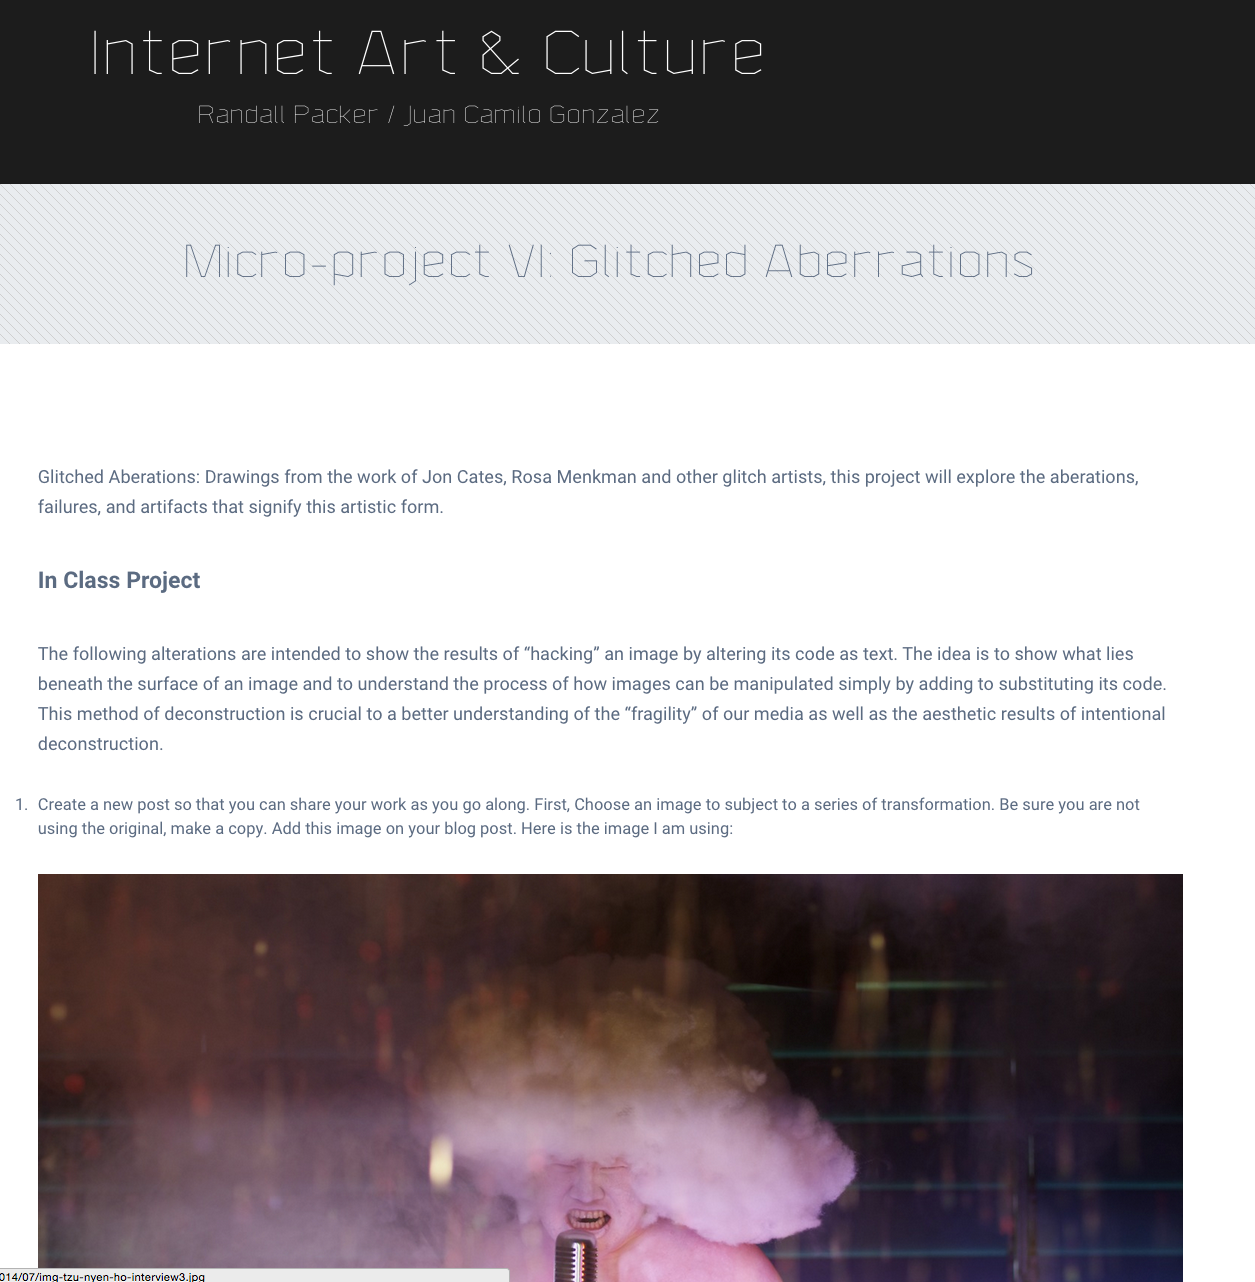 Internet Art & Culture
Randall Packer / Juan Camilo Gonzalez
Micro-project VI: Glitched Aberrations
Glitched Aberations: Drawings from the work of Jon Cates, Rosa Menkman and other glitch artists, this project will explore the aberations,
failures, and artifacts that signify this artistic form.
In Class Project
The following alterations are intended to show the results of “hacking” an image by altering its code as text. The idea is to show what lies
beneath the surface of an image and to understand the process of how images can be manipulated simply by adding to substituting its code.
This method of deconstruction is crucial to a better understanding of the “fragility” of our media as well as the aesthetic results of intentional
deconstruction.
1. Create a new post so that you can share your work as you go along. First, Choose an image to subject to a series of transformation. Be sure you are not
using the original, make a copy. Add this image on your blog post. Here is the image I am using:
014/07/img-tzu-nyen-ho-interview3.jpg